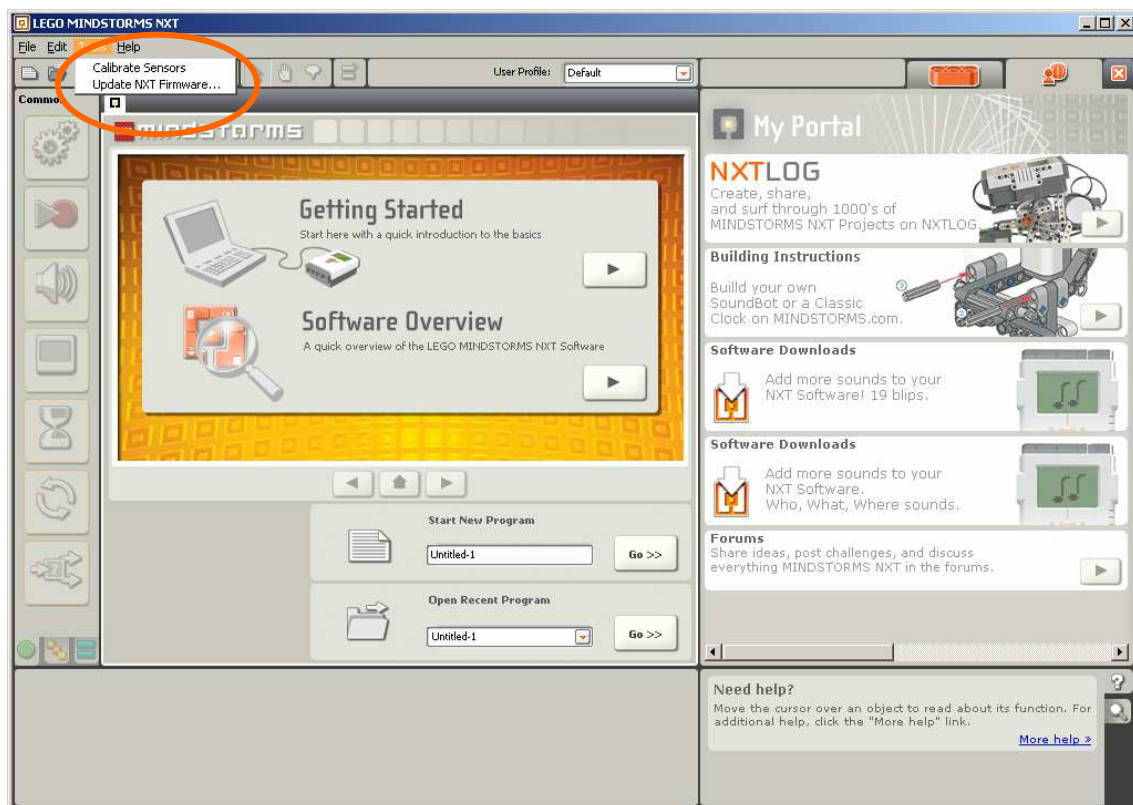 LEGO MINDSTORMS NXT
File Edit Tools Help
Calibrate Sensors
Update NXT Firmware...
User Profile: Default
Commo
mindstorms
Getting Started
Start here with a quick introduction to the basics
Software Overview
A quick overview of the LEGO MINDSTORMS NXT Software
Start New Program
Untitled-1
Go >>
Open Recent Program
Untitled-1
Go >>
My Portal
NXTLOG
Create, share,
and surf through 1000's of
MINDSTORMS NXT Projects on NXTLOG.
Building Instructions
Builld your own
SoundBot or a Classic
Clock on MINDSTORMS.com.
Software Downloads
Add more sounds to your
NXT Software! 19 blips.
Software Downloads
Add more sounds to your
NXT Software.
Who, What, Where sounds.
Forums
Share ideas, post challenges, and discuss
everything MINDSTORMS NXT in the forums.
Need help?
Move the cursor over an object to read about its function. For
additional help, click the "More help" link.
More help »